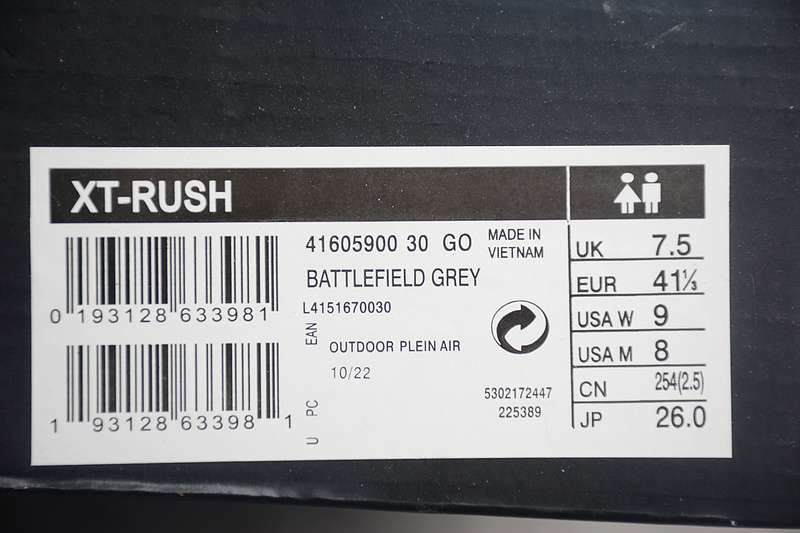 XT-RUSH
0 193128 633981
1 93128 63398 1
41605900 30 GO
MADE IN
VIETNAM
BATTLEFIELD GREY
L4151670030
EAN
OUTDOOR PLEIN AIR
10/22
U PC
5302172447
225389
UK 7.5
EUR 41⅓
USA W 9
USA M 8
CN 254(2.5)
JP 26.0